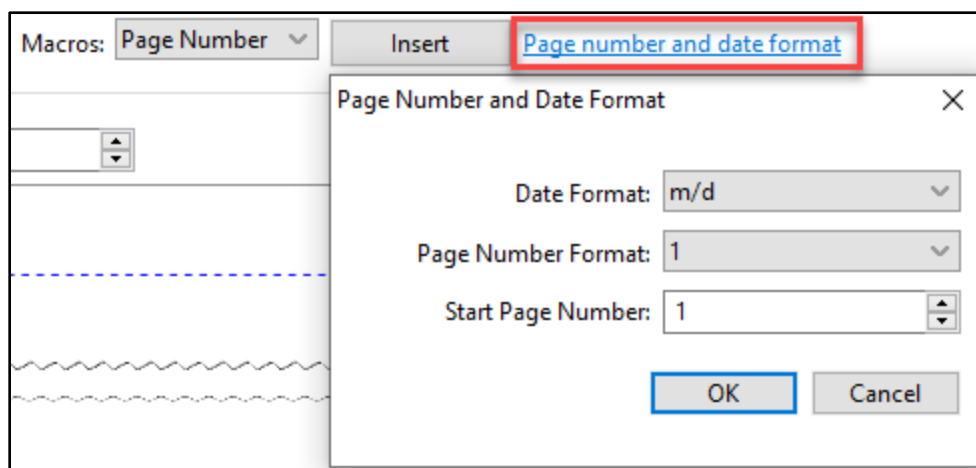 Macros: Page Number Insert Page number and date format
Page Number and Date Format
Date Format: m/d
Page Number Format: 1
Start Page Number: 1
OK Cancel